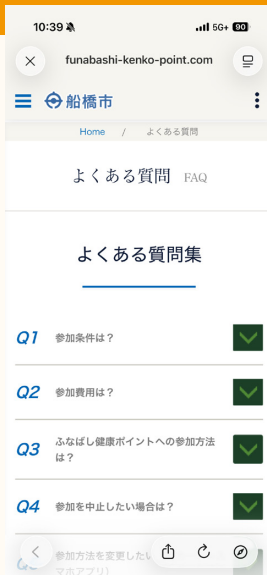 10:39
5G+ 90
funabashi-kenko-point.com
船橋市
Home / よくある質問
よくある質問 FAQ
よくある質問集
Q1 参加条件は?
Q2 参加費用は?
Q3 ふなばし健康ポイントへの参加方法
は?
Q4 参加を中止したい場合は?
参加方法を変更したい
マホアプリ)